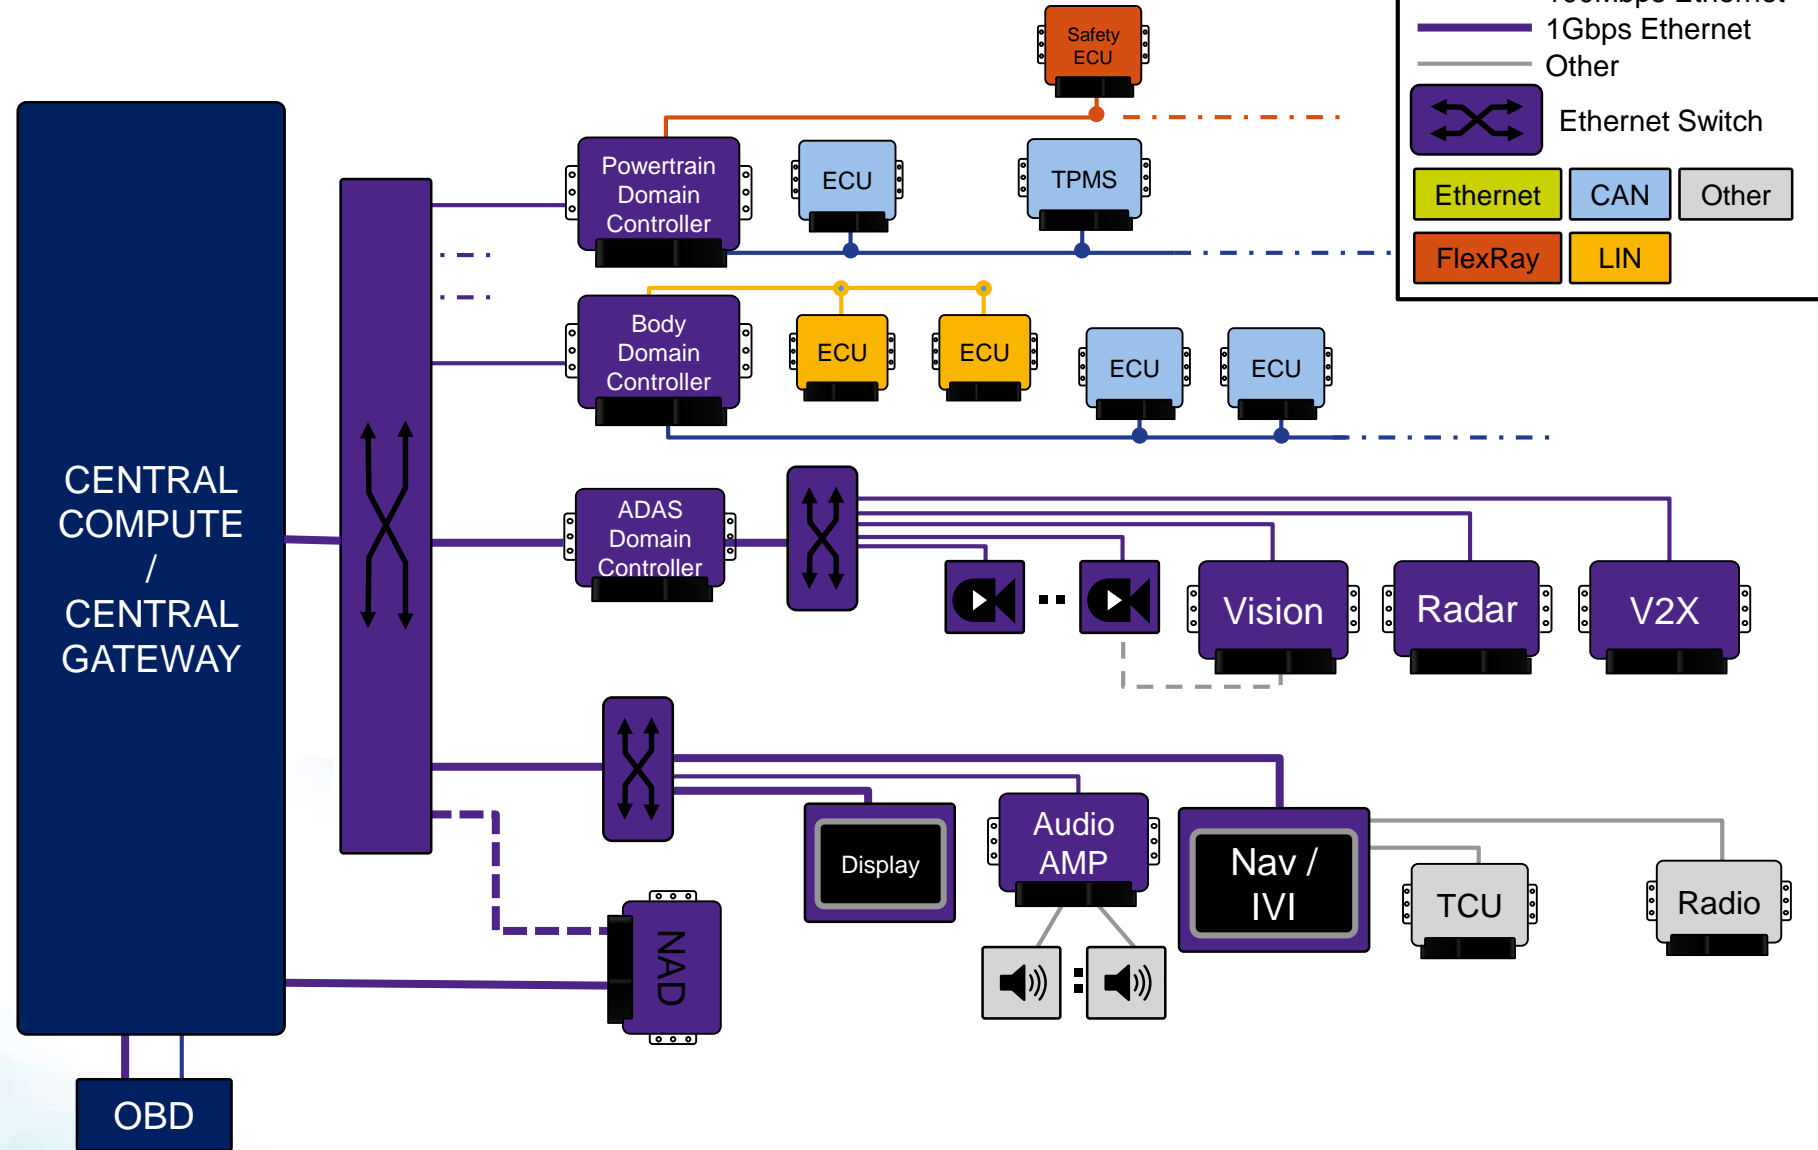 Ethernet
1Gbps Ethernet
Other
Ethernet Switch
Ethernet
CAN
Other
FlexRay
LIN
Safety
ECU
Powertrain
Domain
Controller
ECU
TPMS
Body
Domain
Controller
ECU
ECU
ECU
ECU
CENTRAL
COMPUTE
/
CENTRAL
GATEWAY
ADAS
Domain
Controller
Vision
Radar
V2X
Display
Audio
AMP
Nav /
IVI
TCU
Radio
NAD
OBD